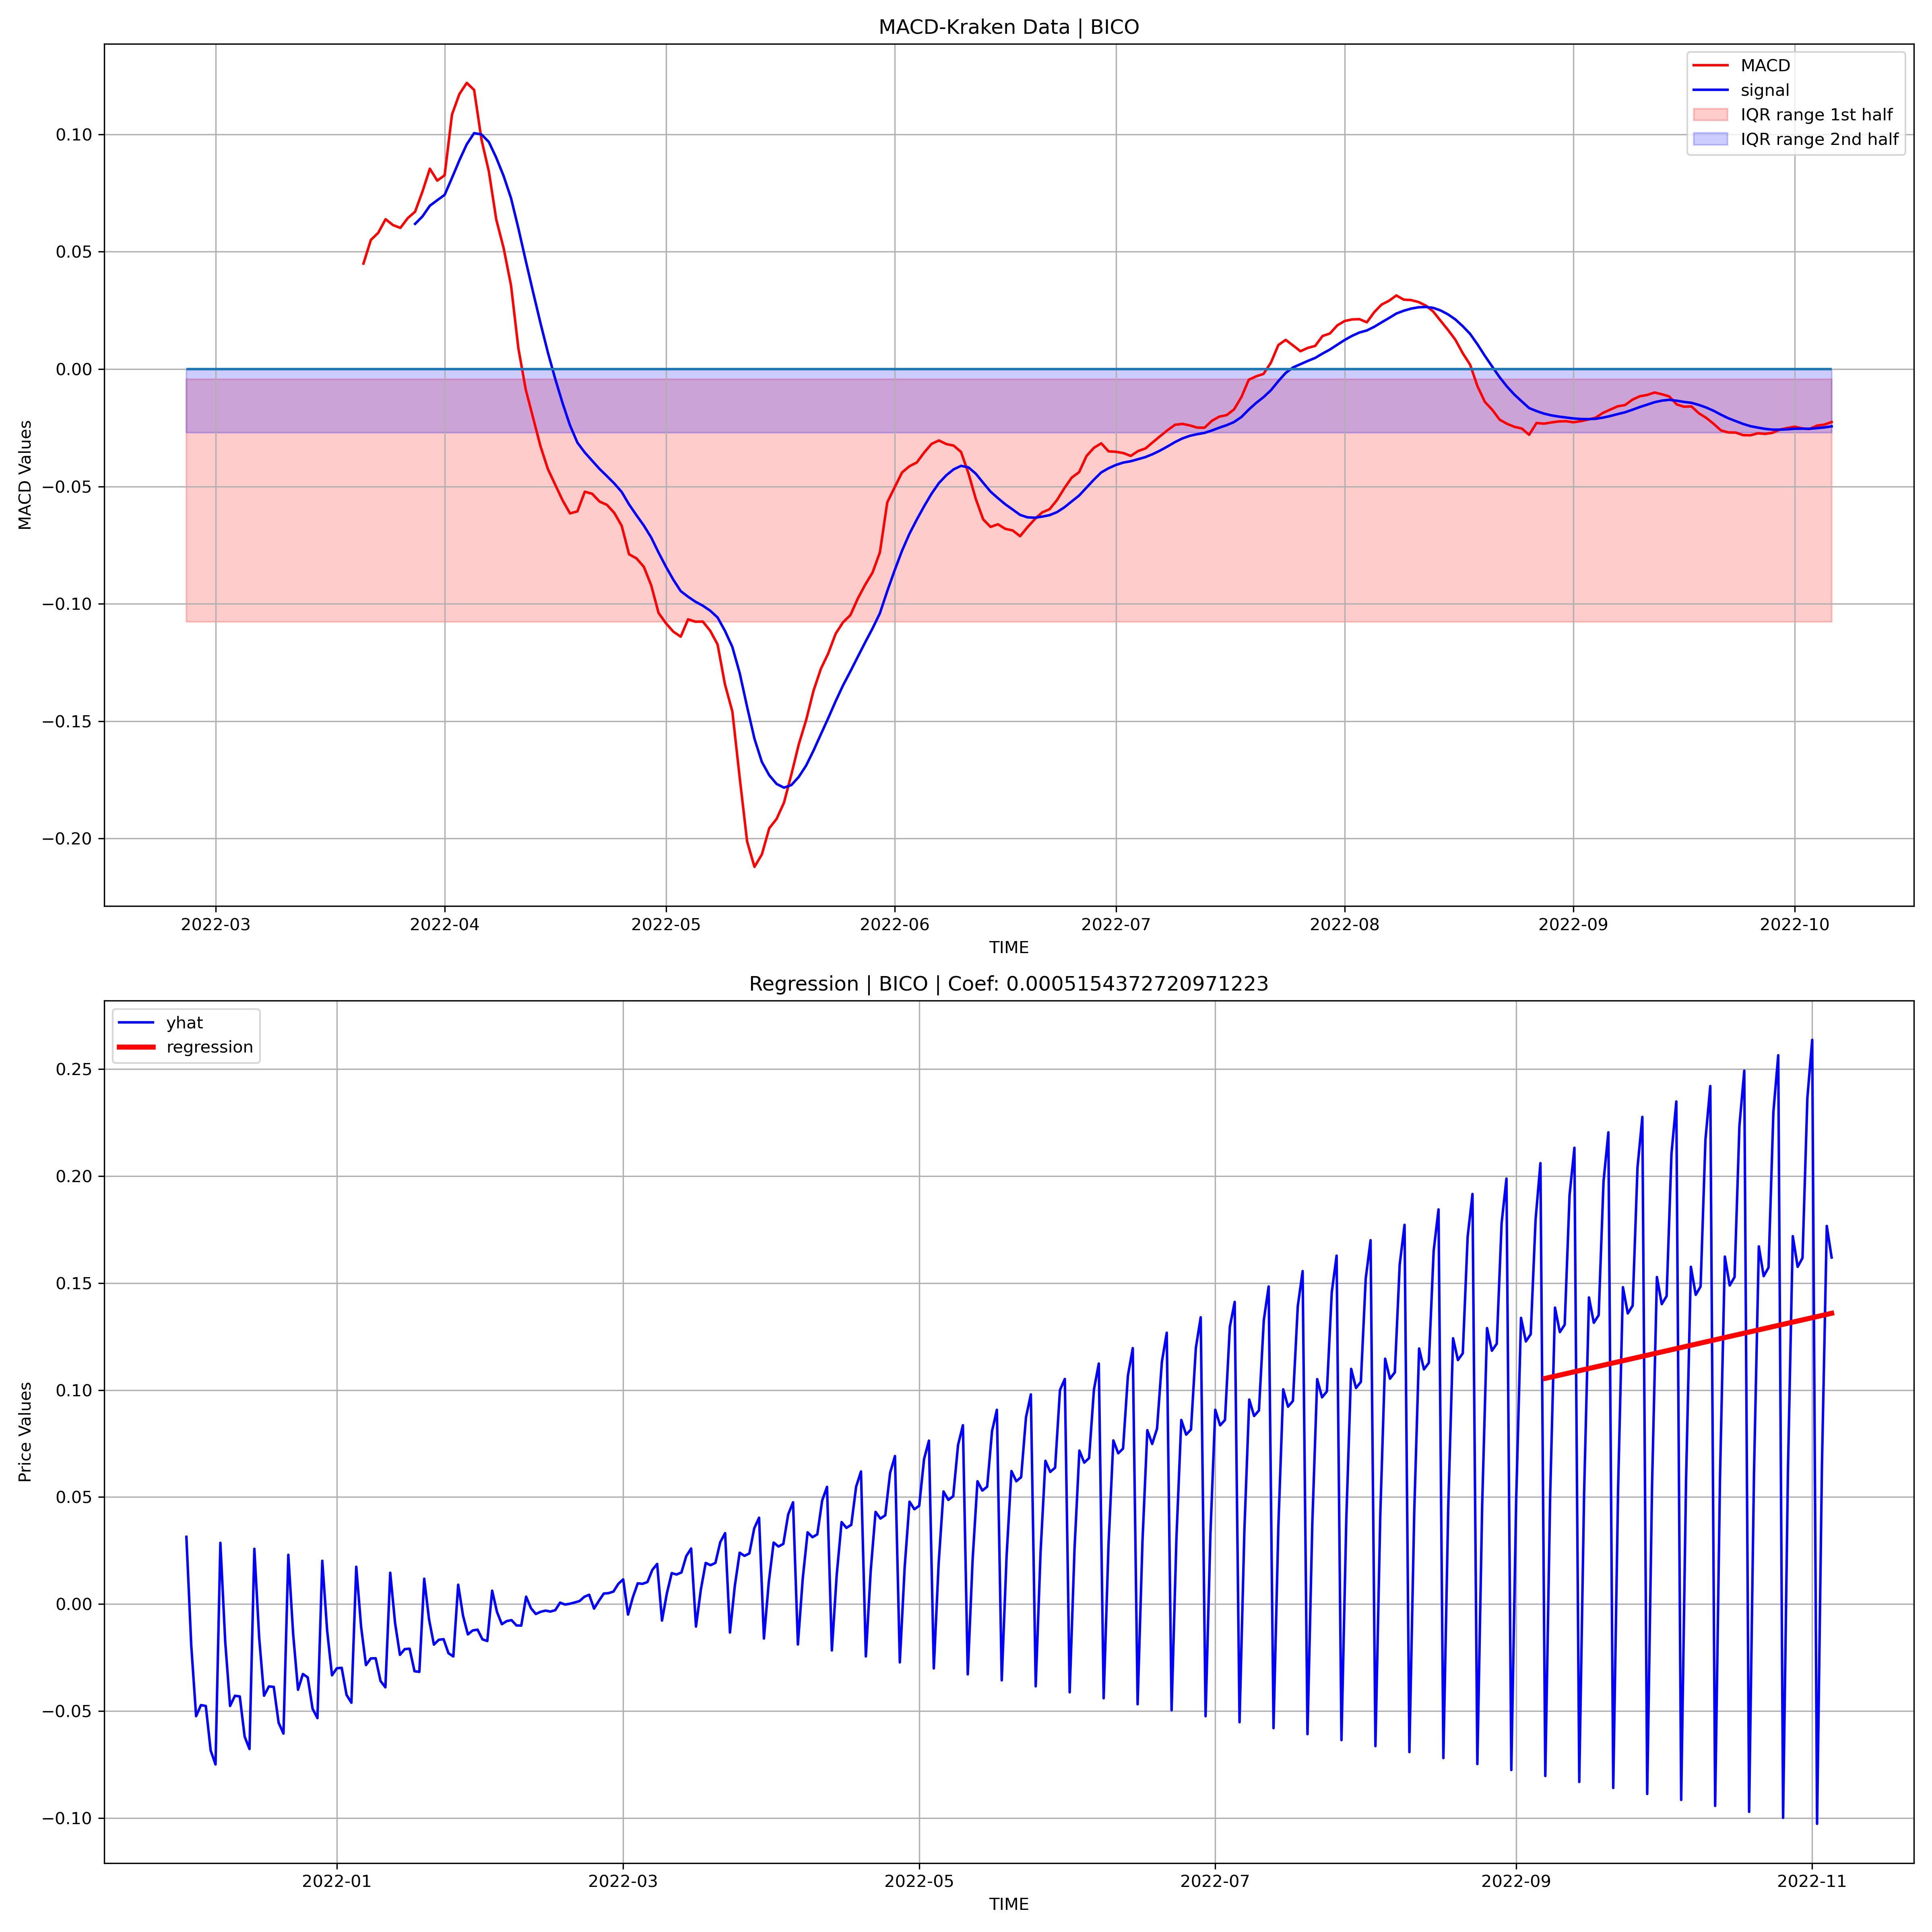 MACD-Kraken Data | BICO
MACD
signal
IQR range 1st half
IQR range 2nd half
0.10
0.05
0.00
−0.05
−0.10
−0.15
−0.20
MACD Values
2022-03
2022-04
2022-05
2022-06
2022-07
2022-08
2022-09
2022-10
TIME
Regression | BICO | Coef: 0.0005154372720971223
yhat
regression
0.25
0.20
0.15
0.10
0.05
0.00
−0.05
−0.10
Price Values
2022-01
2022-03
2022-05
2022-07
2022-09
2022-11
TIME